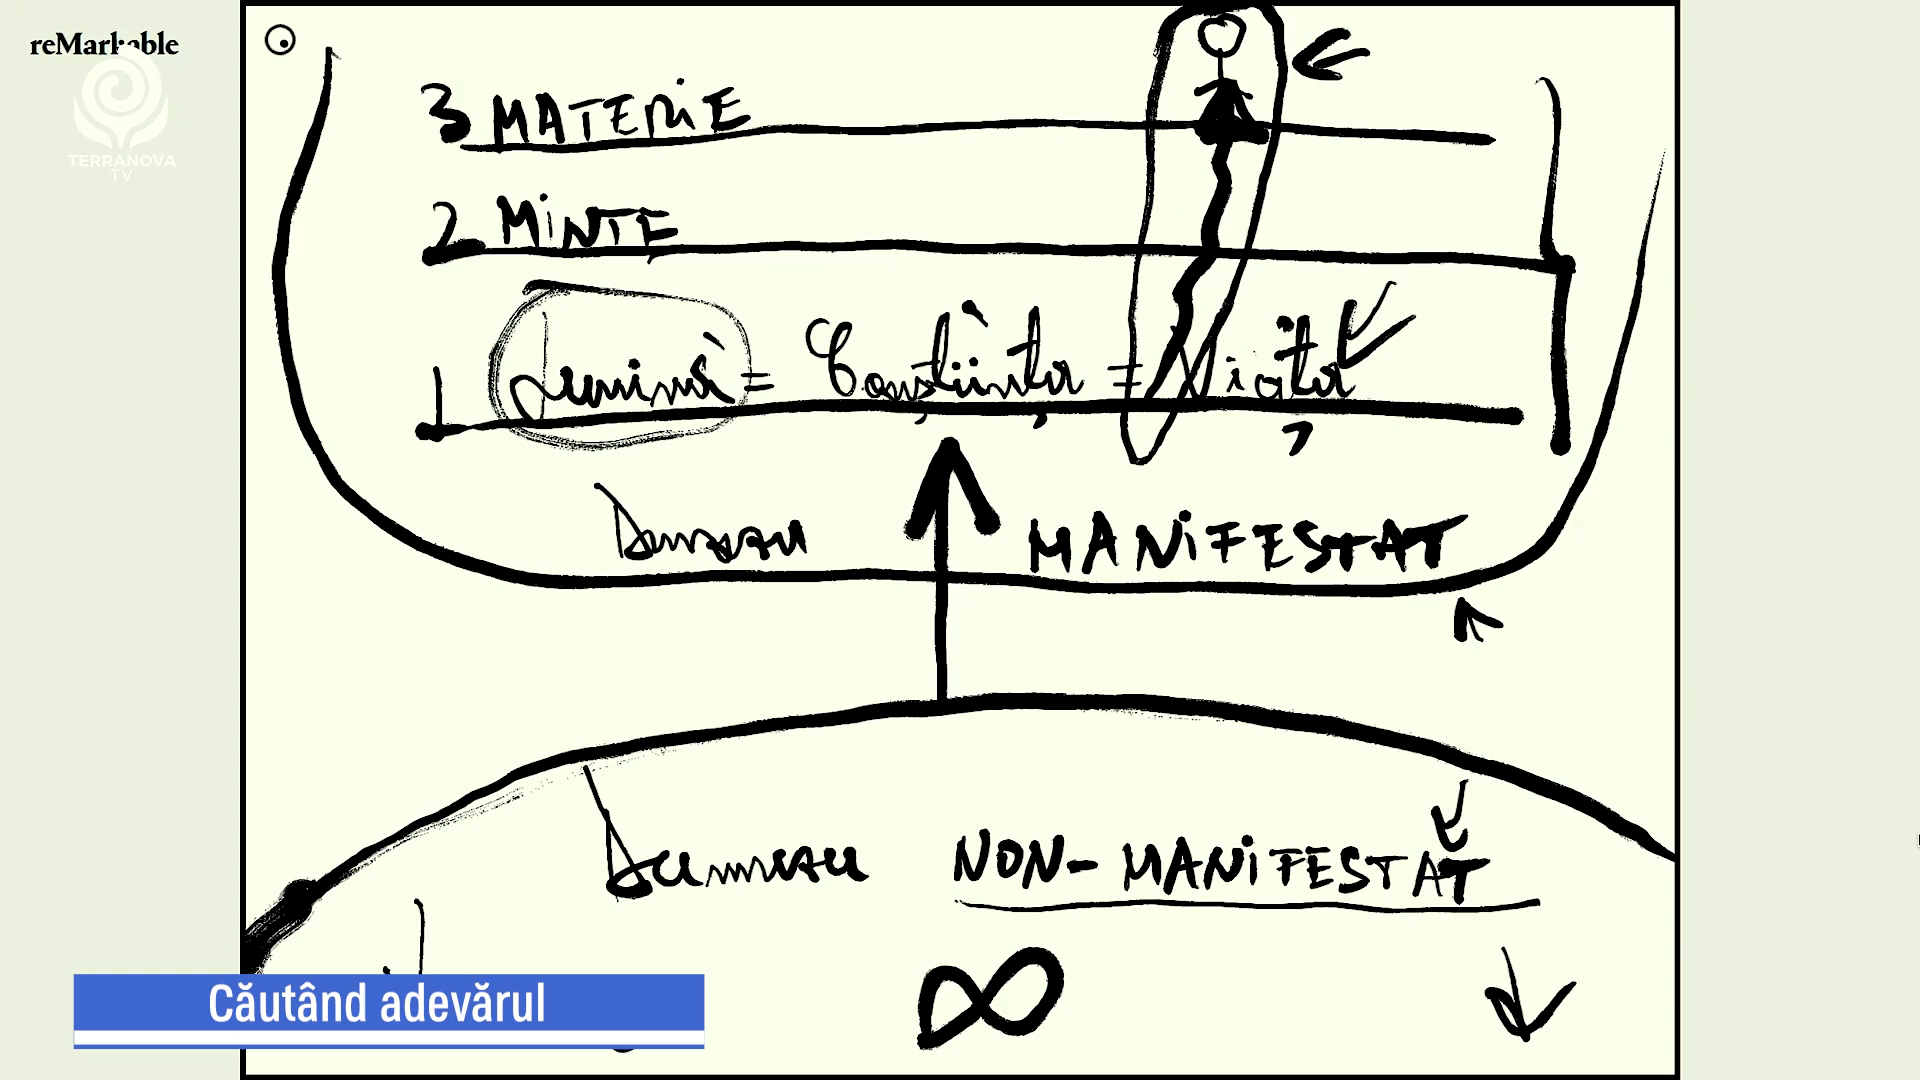 reMarkable
TERRANOVA
TV
3 MATERiE
2 MiNTE
1 Lumină = Conștiința = Viața
Dumnezeu MANiFESTAT
Dumnezeu NON-MANiFESTAT
∞
Căutând adevărul